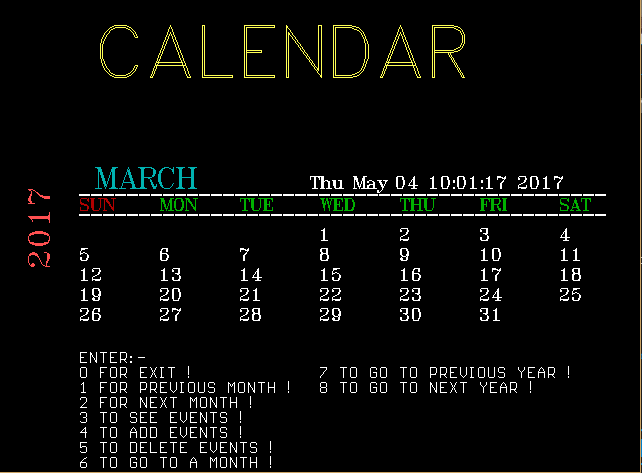 CALENDAR
MARCH Thu May 04 10:01:17 2017
2017
SUN MON TUE WED THU FRI SAT
1 2 3 4
5 6 7 8 9 10 11
12 13 14 15 16 17 18
19 20 21 22 23 24 25
26 27 28 29 30 31
ENTER:-
0 FOR EXIT ! 7 TO GO TO PREVIOUS YEAR !
1 FOR PREVIOUS MONTH ! 8 TO GO TO NEXT YEAR !
2 FOR NEXT MONTH !
3 TO SEE EVENTS !
4 TO ADD EVENTS !
5 TO DELETE EVENTS !
6 TO GO TO A MONTH !